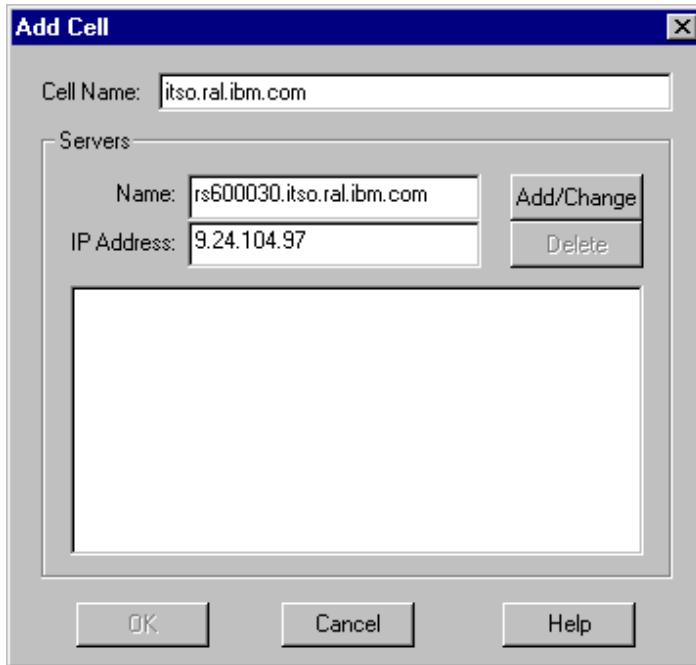 Add Cell
Cell Name: itso.ral.ibm.com
Servers
Name: rs600030.itso.ral.ibm.com Add/Change
IP Address: 9.24.104.97 Delete
OK Cancel Help